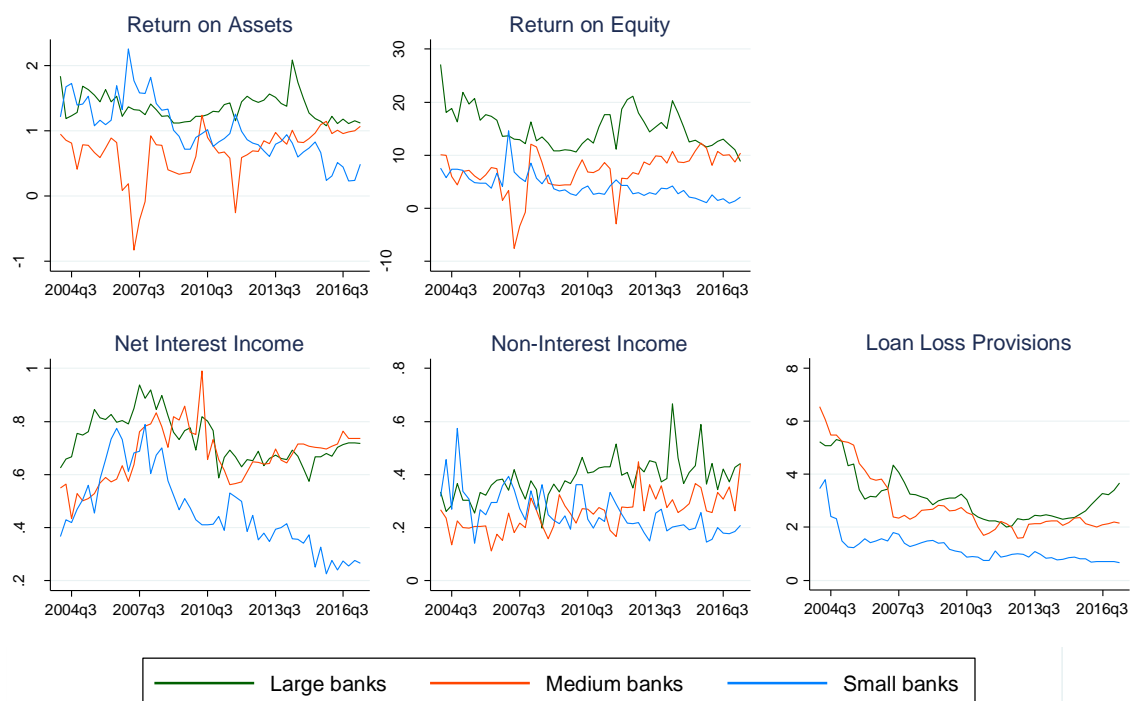 Return on Assets
2
1
0
-1
2004q3 2007q3 2010q3 2013q3 2016q3
Return on Equity
30
20
10
0
-10
2004q3 2007q3 2010q3 2013q3 2016q3
Net Interest Income
1
.8
.6
.4
.2
2004q3 2007q3 2010q3 2013q3 2016q3
Non-Interest Income
.8
.6
.4
.2
0
2004q3 2007q3 2010q3 2013q3 2016q3
Loan Loss Provisions
8
6
4
2
0
2004q3 2007q3 2010q3 2013q3 2016q3
Large banks Medium banks Small banks